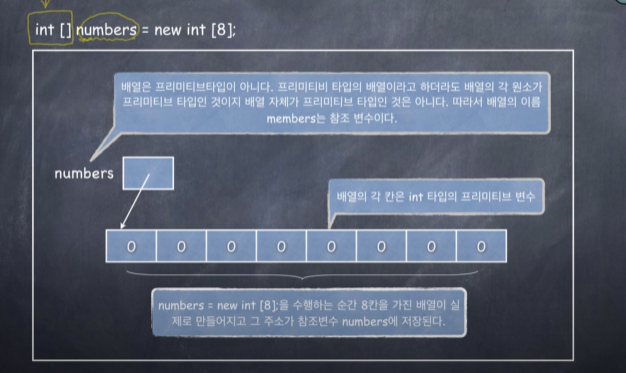 int [] numbers = new int [8];
배열은 프리미티브타입이 아니다. 프리미티비 타입의 배열이라고 하더라도 배열의 각 원소가
프리미티브 타입인 것이지 배열 자체가 프리미티브 타입인 것은 아니다. 따라서 배열의 이름
members는 참조 변수이다.
numbers
배열의 각 칸은 int 타입의 프리미티브 변수
0 0 0 0 0 0 0 0
numbers = new int [8];을 수행하는 순간 8칸을 가진 배열이 실
제로 만들어지고 그 주소가 참조변수 numbers에 저장된다.